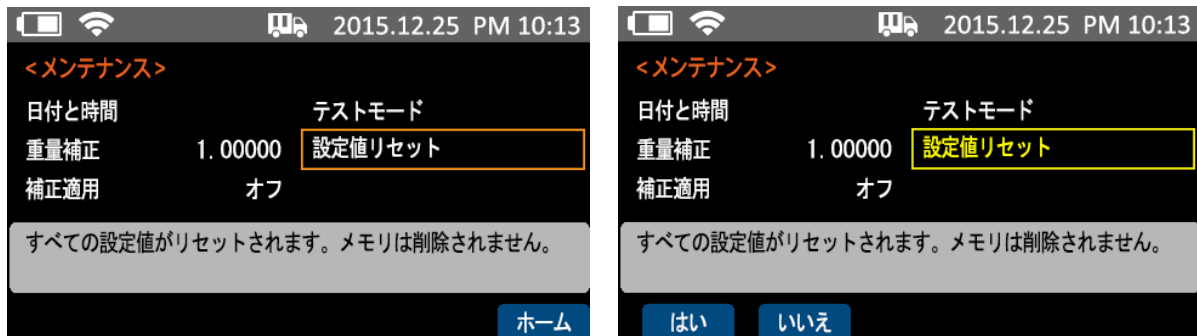 2015.12.25 PM 10:13
<メンテナンス>
日付と時間 テストモード
重量補正 1.00000 設定値リセット
補正適用 オフ
すべての設定値がリセットされます。メモリは削除されません。
ホーム
2015.12.25 PM 10:13
<メンテナンス>
日付と時間 テストモード
重量補正 1.00000 設定値リセット
補正適用 オフ
すべての設定値がリセットされます。メモリは削除されません。
はい いいえ